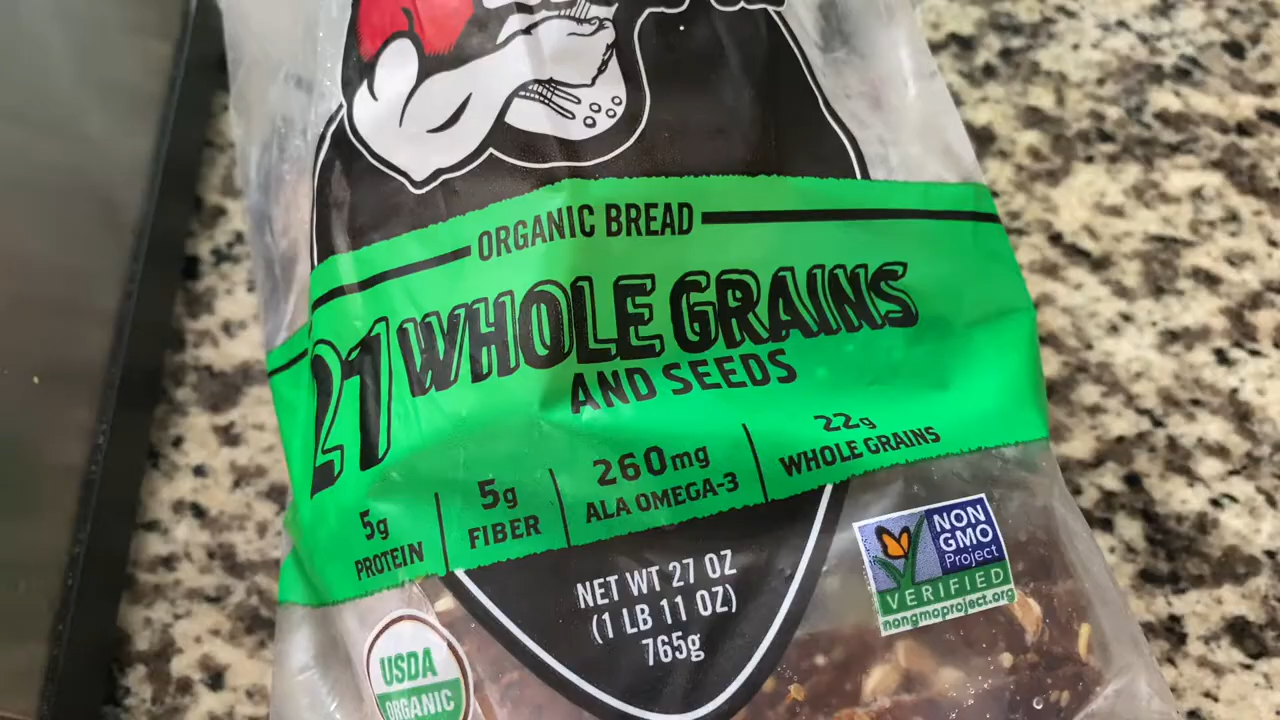 ORGANIC BREAD
21 WHOLE GRAINS
AND SEEDS
5g
PROTEIN
5g
FIBER
260mg
ALA OMEGA-3
22g
WHOLE GRAINS
NET WT 27 OZ
(1 LB 11 OZ)
765g
NON
GMO
Project
VERIFIED
nongmoproject.org
USDA
ORGANIC